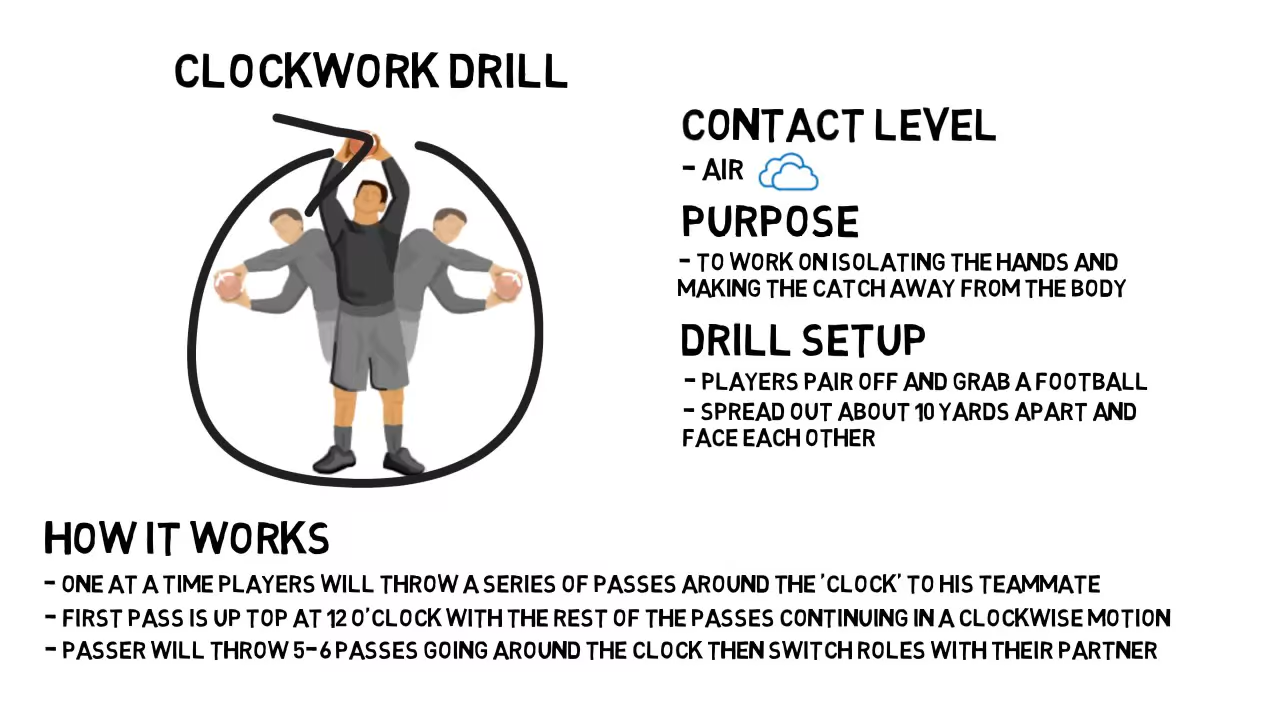 CLOCKWORK DRILL
CONTACT LEVEL
- AIR
PURPOSE
- TO WORK ON ISOLATING THE HANDS AND
MAKING THE CATCH AWAY FROM THE BODY
DRILL SETUP
- PLAYERS PAIR OFF AND GRAB A FOOTBALL
- SPREAD OUT ABOUT 10 YARDS APART AND
FACE EACH OTHER
HOW IT WORKS
- ONE AT A TIME PLAYERS WILL THROW A SERIES OF PASSES AROUND THE 'CLOCK' TO HIS TEAMMATE
- FIRST PASS IS UP TOP AT 12 O'CLOCK WITH THE REST OF THE PASSES CONTINUING IN A CLOCKWISE MOTION
- PASSER WILL THROW 5-6 PASSES GOING AROUND THE CLOCK THEN SWITCH ROLES WITH THEIR PARTNER